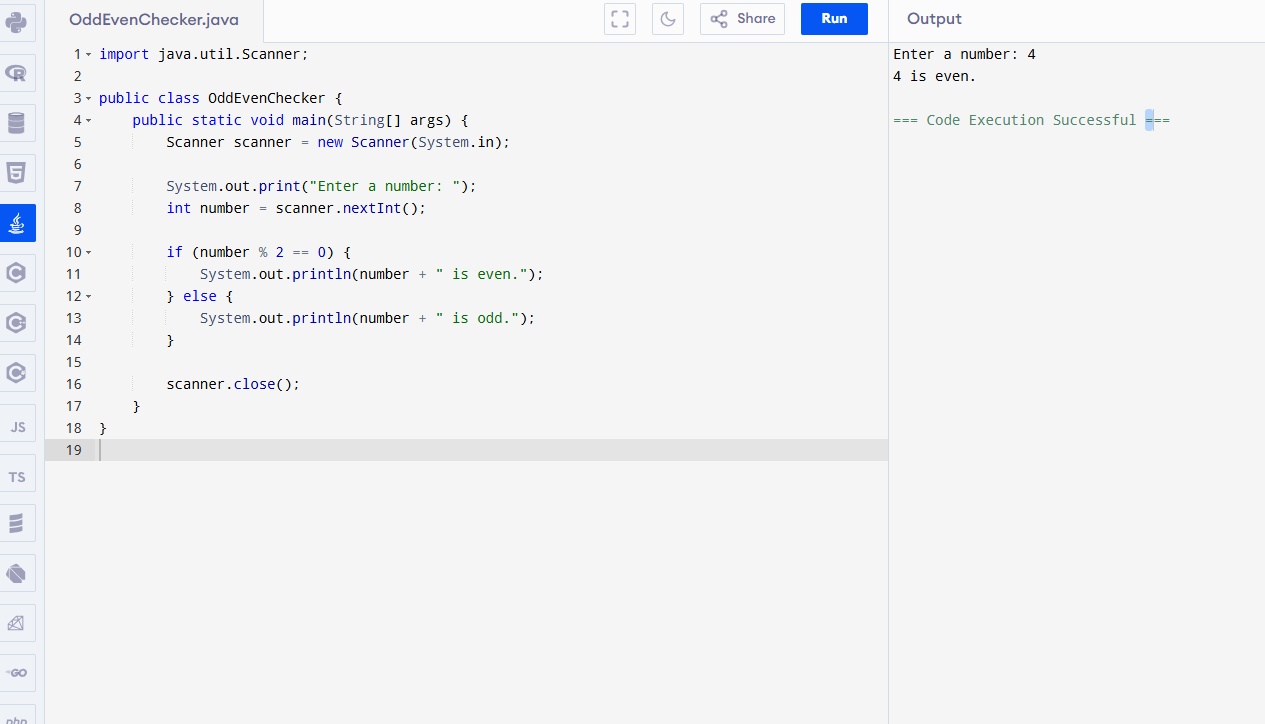 OddEvenChecker.java
Share
Run
Output
1 import java.util.Scanner;
2
3 public class OddEvenChecker {
4     public static void main(String[] args) {
5         Scanner scanner = new Scanner(System.in);
6
7         System.out.print("Enter a number: ");
8         int number = scanner.nextInt();
9
10         if (number % 2 == 0) {
11             System.out.println(number + " is even.");
12         } else {
13             System.out.println(number + " is odd.");
14         }
15
16         scanner.close();
17     }
18 }
19
Enter a number: 4
4 is even.
=== Code Execution Successful ===
R
5
C
C
C
JS
TS
GO
php